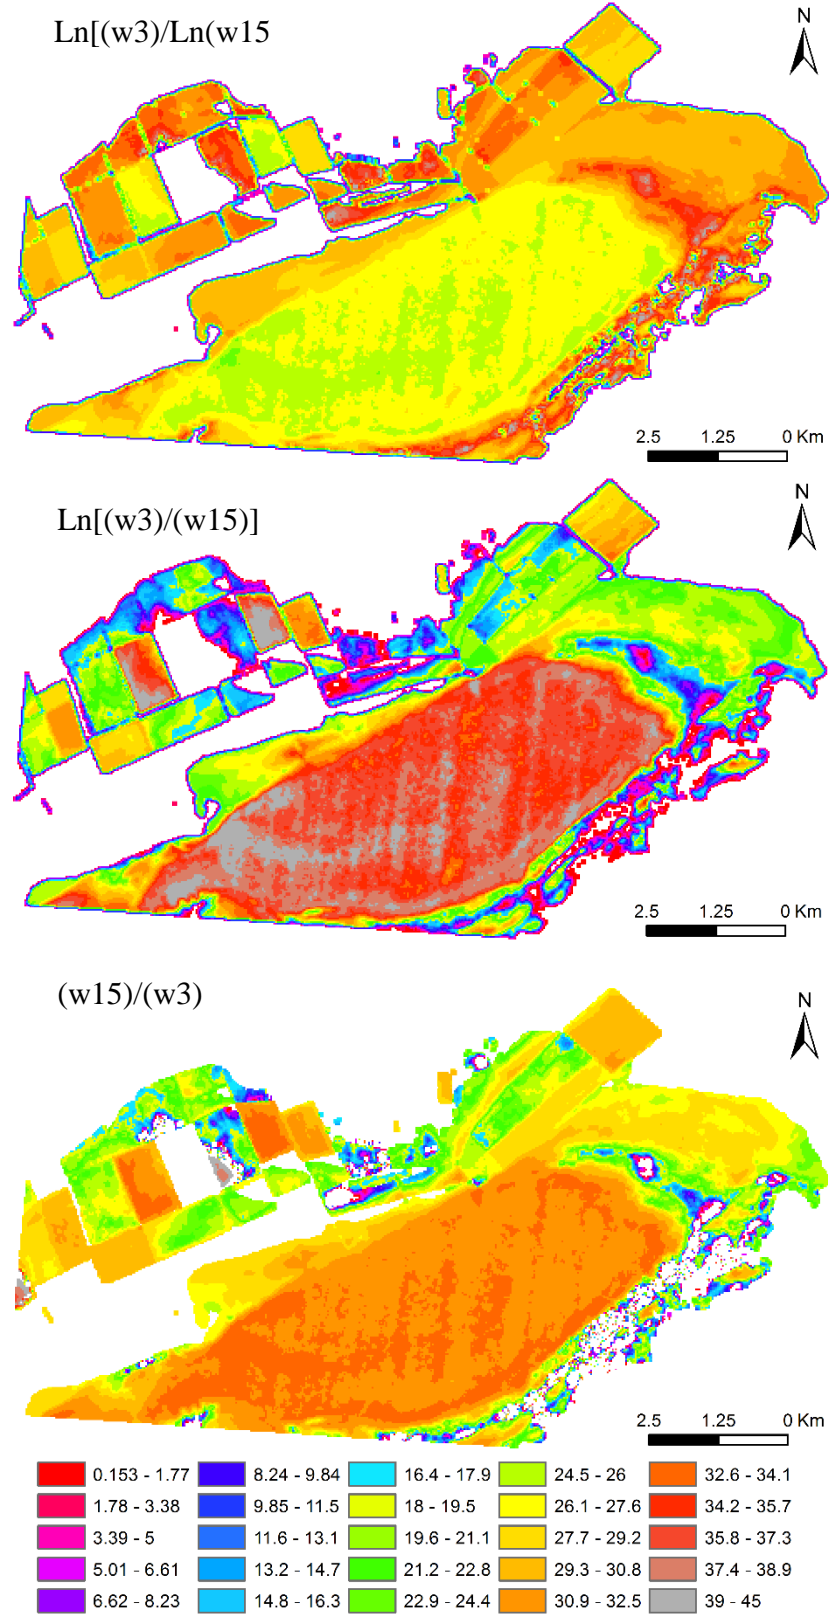 Ln[(w3)/Ln(w15
N
2.5 1.25 0 Km
Ln[(w3)/(w15)]
N
2.5 1.25 0 Km
(w15)/(w3)
N
2.5 1.25 0 Km
0.153 - 1.77 8.24 - 9.84 16.4 - 17.9 24.5 - 26 32.6 - 34.1
1.78 - 3.38 9.85 - 11.5 18 - 19.5 26.1 - 27.6 34.2 - 35.7
3.39 - 5 11.6 - 13.1 19.6 - 21.1 27.7 - 29.2 35.8 - 37.3
5.01 - 6.61 13.2 - 14.7 21.2 - 22.8 29.3 - 30.8 37.4 - 38.9
6.62 - 8.23 14.8 - 16.3 22.9 - 24.4 30.9 - 32.5 39 - 45